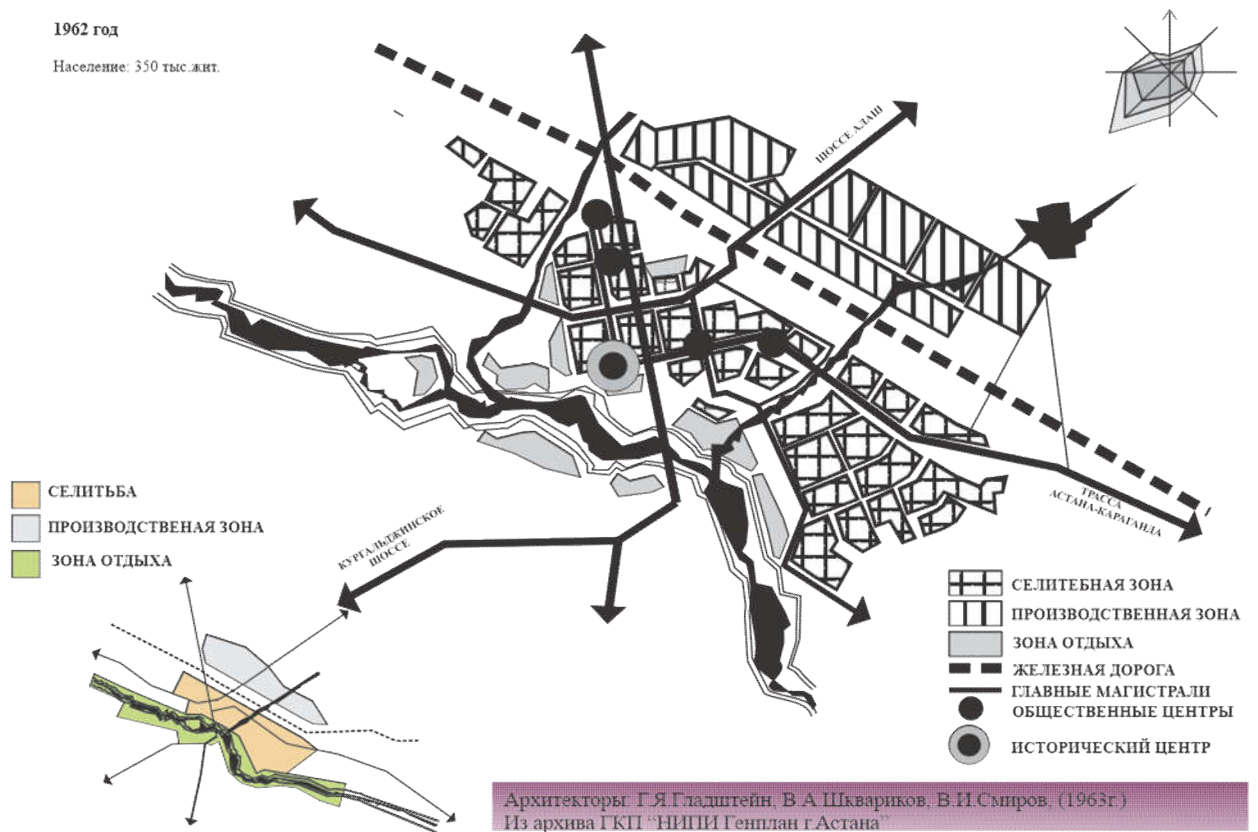 1962 год
Население: 350 тыс.жит.
ШОССЕ АЛАШ
СЕЛИТЬБА
ПРОИЗВОДСТВЕНАЯ ЗОНА
ЗОНА ОТДЫХА
КУРГАЛЬДЖИНСКОЕ
ШОССЕ
ТРАССА
АСТАНА-КАРАГАНДА
СЕЛИТЕБНАЯ ЗОНА
ПРОИЗВОДСТВЕННАЯ ЗОНА
ЗОНА ОТДЫХА
ЖЕЛЕЗНАЯ ДОРОГА
ГЛАВНЫЕ МАГИСТРАЛИ
ОБЩЕСТВЕННЫЕ ЦЕНТРЫ
ИСТОРИЧЕСКИЙ ЦЕНТР
Архитекторы: Г.Я.Гладштейн, В.А.Шквариков, В.И.Смиров, (1963г.)
Из архива ГКП "НИПИ Генплан г.Астана"